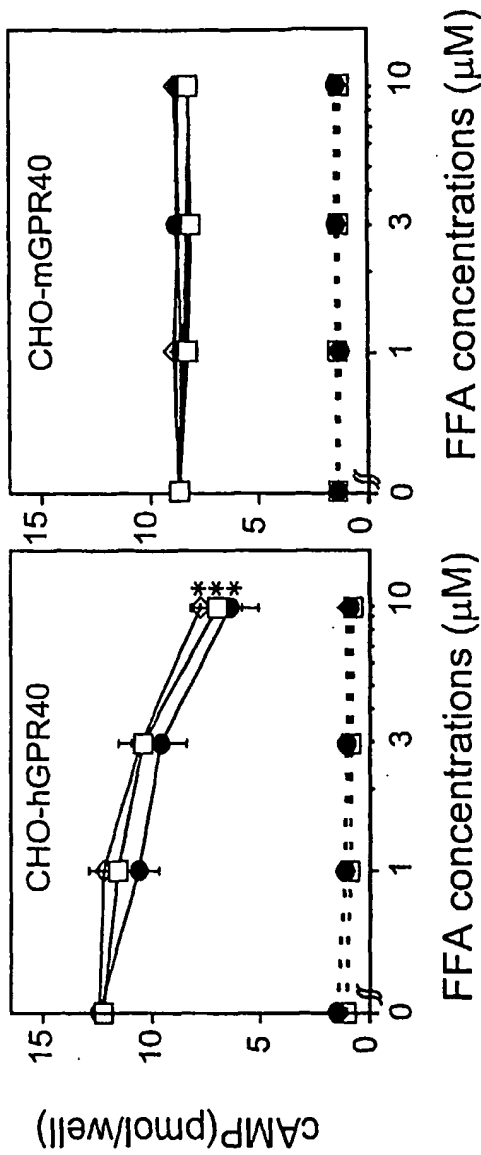 cAMP(pmol/well)
CHO-hGPR40
15
10
5
0
***
0 1 3 10
FFA concentrations (μM)
CHO-mGPR40
15
10
5
0
0 1 3 10
FFA concentrations (μM)